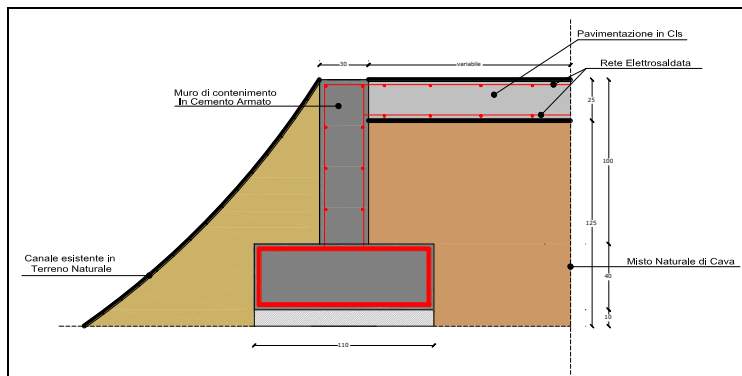 Pavimentazione in Cls
30
variabile
Rete Elettrosaldata
Muro di contenimento
In Cemento Armato
25
100
125
Canale esistente in
Terreno Naturale
Misto Naturale di Cava
40
10
110